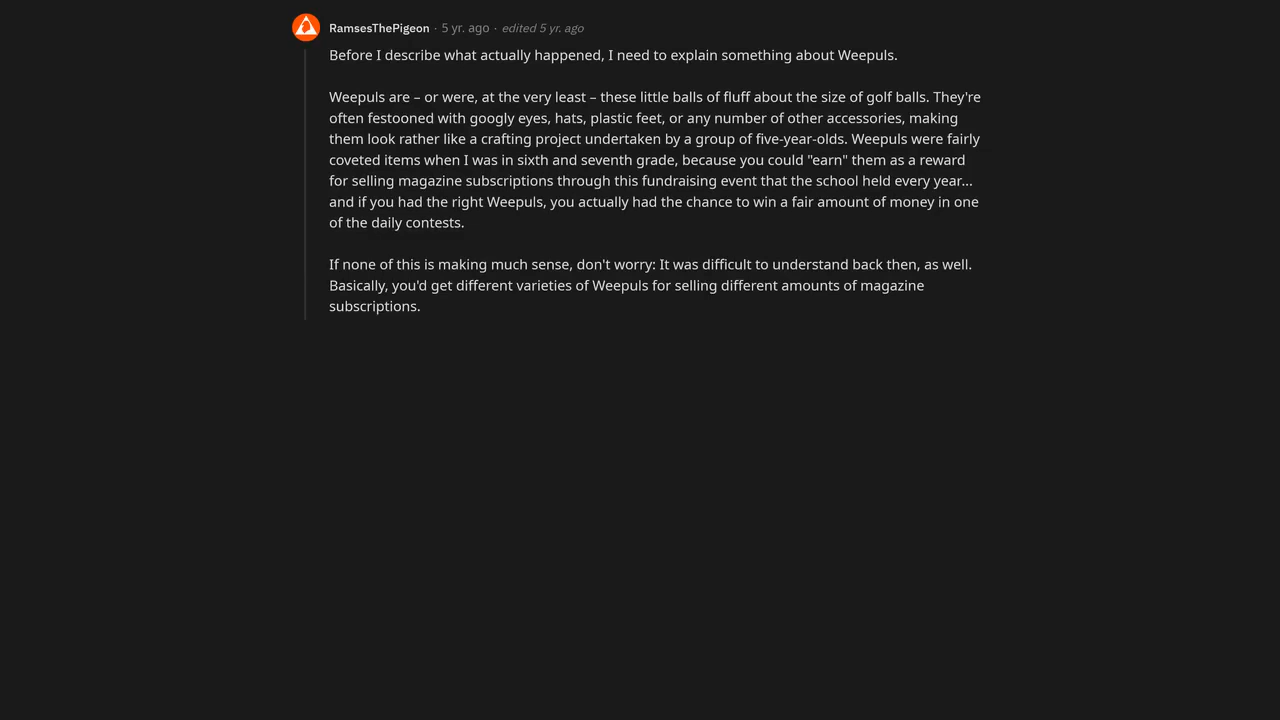 RamsesThePigeon · 5 yr. ago · edited 5 yr. ago
Before I describe what actually happened, I need to explain something about Weepuls.
Weepuls are – or were, at the very least – these little balls of fluff about the size of golf balls. They're
often festooned with googly eyes, hats, plastic feet, or any number of other accessories, making
them look rather like a crafting project undertaken by a group of five-year-olds. Weepuls were fairly
coveted items when I was in sixth and seventh grade, because you could "earn" them as a reward
for selling magazine subscriptions through this fundraising event that the school held every year...
and if you had the right Weepuls, you actually had the chance to win a fair amount of money in one
of the daily contests.
If none of this is making much sense, don't worry: It was difficult to understand back then, as well.
Basically, you'd get different varieties of Weepuls for selling different amounts of magazine
subscriptions.